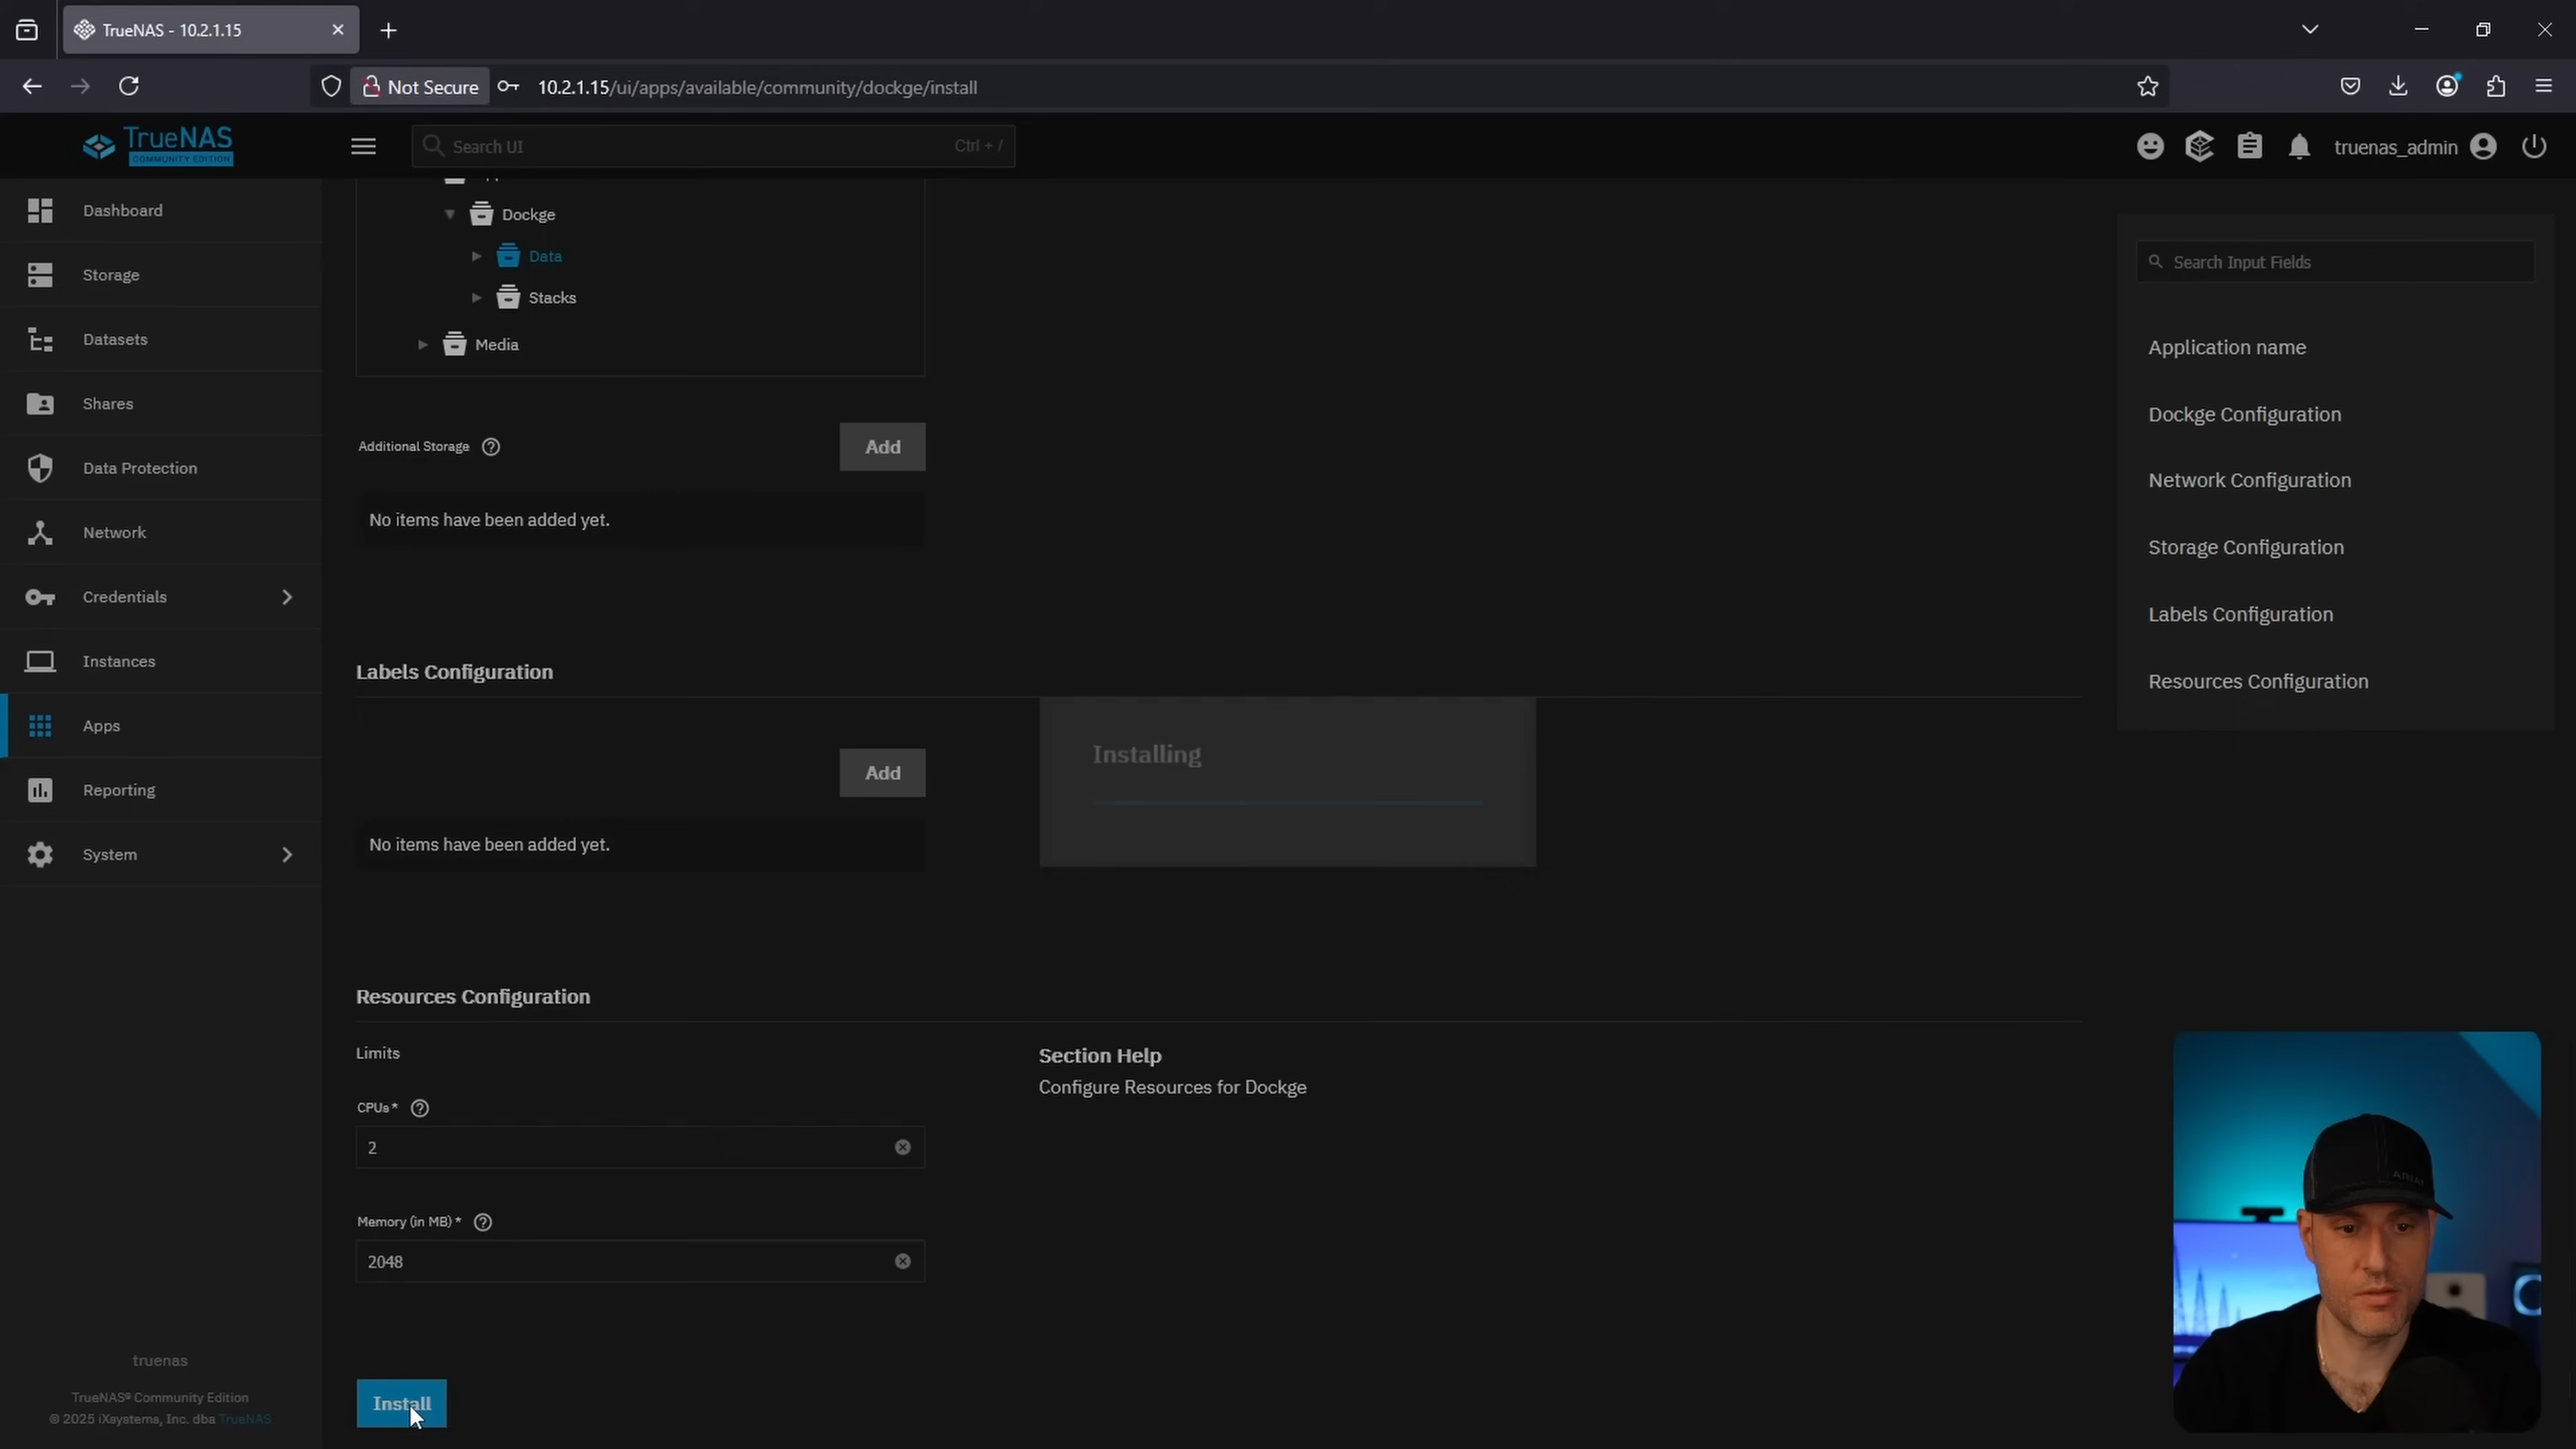 TrueNAS - 10.2.1.15
Not Secure
10.2.1.15/ui/apps/available/community/dockge/install
TrueNAS
COMMUNITY EDITION
Search UI
Ctrl + /
truenas_admin
Dashboard
Storage
Datasets
Shares
Data Protection
Network
Credentials
Instances
Apps
Reporting
System
truenas
TrueNAS® Community Edition
© 2025 iXsystems, Inc. dba TrueNAS
Dockge
Data
Stacks
Media
Additional Storage
Add
No items have been added yet.
Labels Configuration
Add
No items have been added yet.
Installing
Resources Configuration
Limits
CPUs*
2
Memory (in MB) *
2048
Section Help
Configure Resources for Dockge
Install
Search Input Fields
Application name
Dockge Configuration
Network Configuration
Storage Configuration
Labels Configuration
Resources Configuration